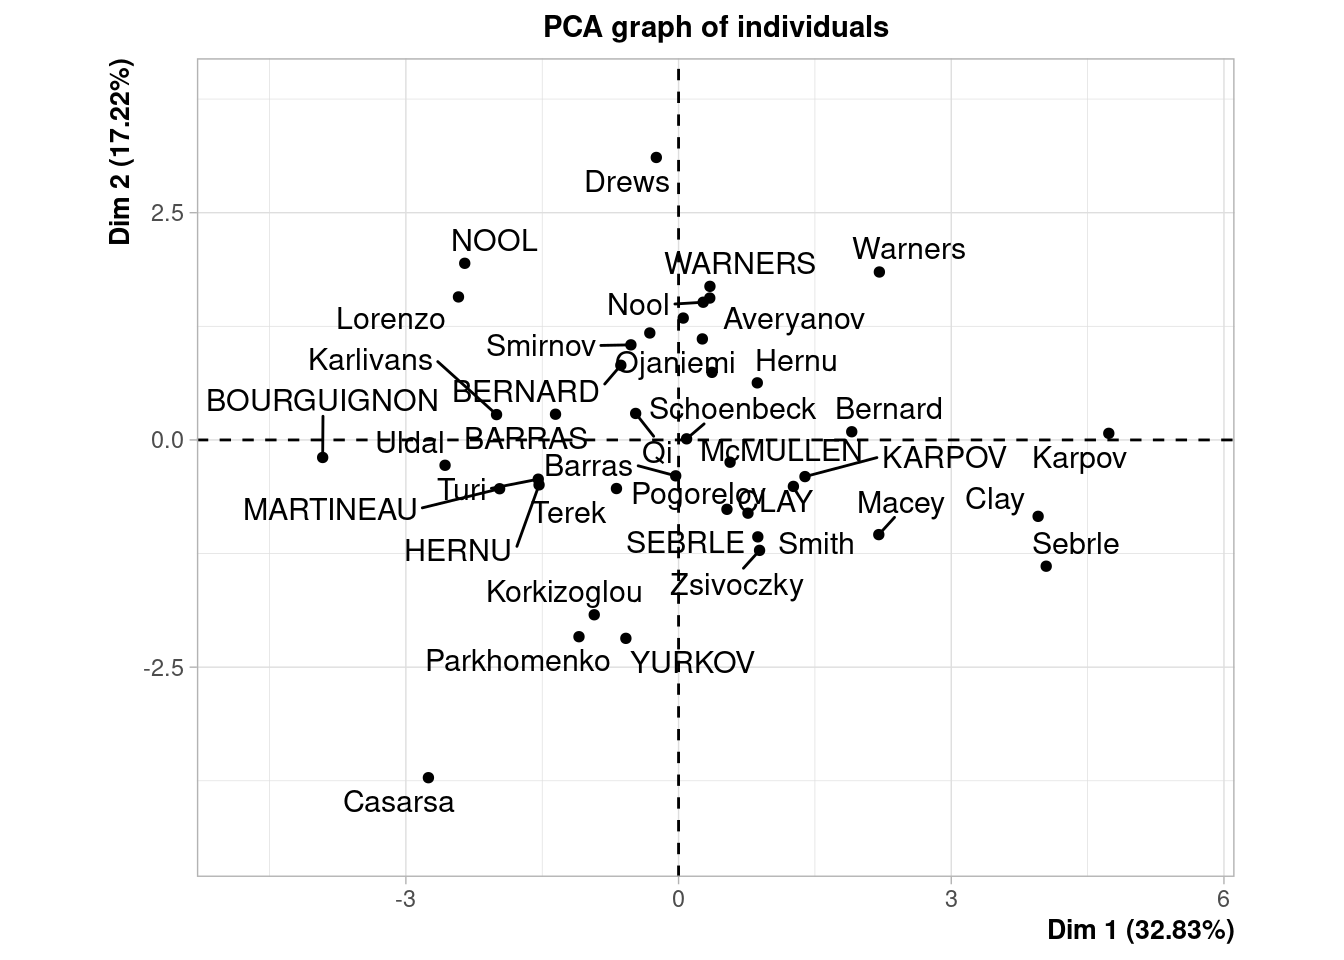 PCA graph of individuals
Dim 2 (17.22%)
Drews
2.5
NOOL
Warners
WARNERS
Nool
Lorenzo
Averyanov
Smirnov
Karlivans
Ojaniemi
Hernu
BERNARD
BOURGUIGNON
Schoenbeck
Bernard
0.0
Uldal
BARRAS
Qi
McMULLEN
KARPOV
Karpov
Barras
Turi
Pogorelov
CLAY
Macey
Clay
MARTINEAU
Terek
HERNU
SEBRLE
Smith
Sebrle
Zsivoczky
Korkizoglou
Parkhomenko
YURKOV
-2.5
Casarsa
-3
0
3
6
Dim 1 (32.83%)